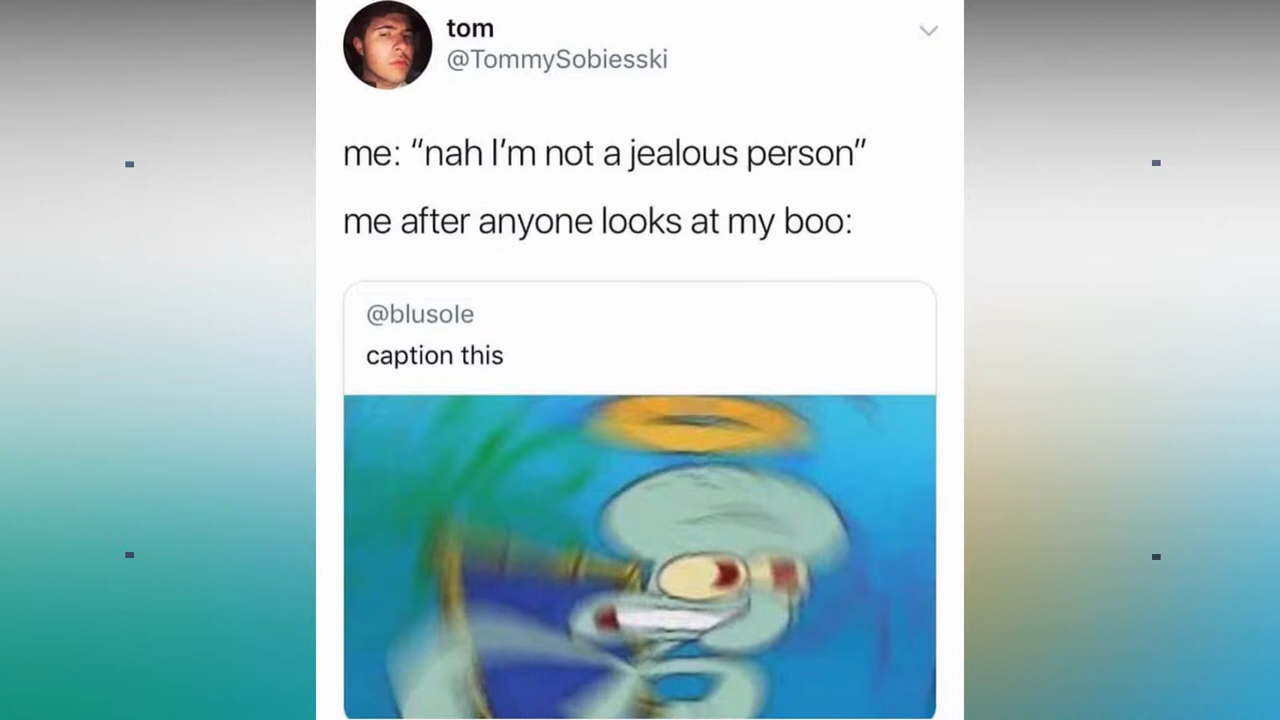 tom
@TommySobiesski
me: “nah I’m not a jealous person”
me after anyone looks at my boo:
@blusole
caption this